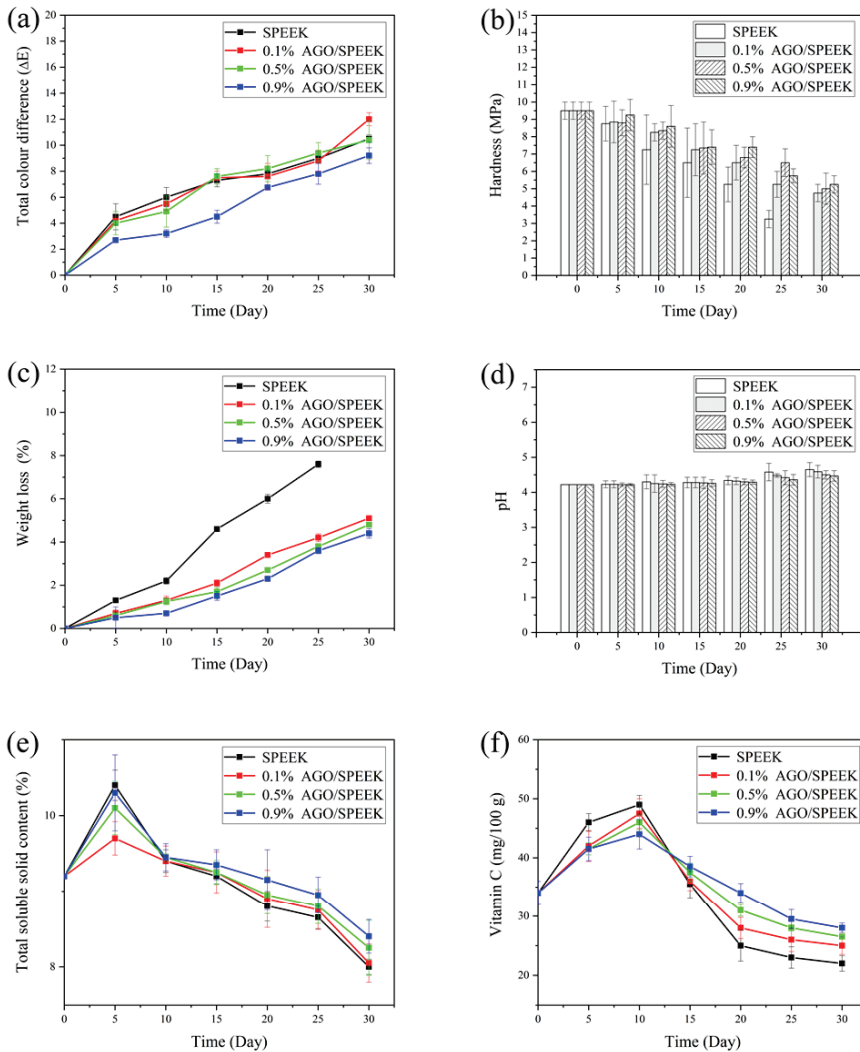 (a)
SPEEK
0.1% AGO/SPEEK
0.5% AGO/SPEEK
0.9% AGO/SPEEK
Total colour difference (ΔE)
16
14
12
10
8
6
4
2
0
0 5 10 15 20 25 30
Time (Day)
(b)
SPEEK
0.1% AGO/SPEEK
0.5% AGO/SPEEK
0.9% AGO/SPEEK
Hardness (MPa)
15
14
13
12
11
10
9
8
7
6
5
4
3
2
1
0
0 5 10 15 20 25 30
Time (Day)
(c)
SPEEK
0.1% AGO/SPEEK
0.5% AGO/SPEEK
0.9% AGO/SPEEK
Weight loss (%)
12
10
8
6
4
2
0
0 5 10 15 20 25 30
Time (Day)
(d)
SPEEK
0.1% AGO/SPEEK
0.5% AGO/SPEEK
0.9% AGO/SPEEK
pH
7
6
5
4
3
2
1
0
0 5 10 15 20 25 30
Time (Day)
(e)
SPEEK
0.1% AGO/SPEEK
0.5% AGO/SPEEK
0.9% AGO/SPEEK
Total soluble solid content (%)
10
8
0 5 10 15 20 25 30
Time (Day)
(f)
SPEEK
0.1% AGO/SPEEK
0.5% AGO/SPEEK
0.9% AGO/SPEEK
Vitamin C (mg/100 g)
60
50
40
30
20
0 5 10 15 20 25 30
Time (Day)